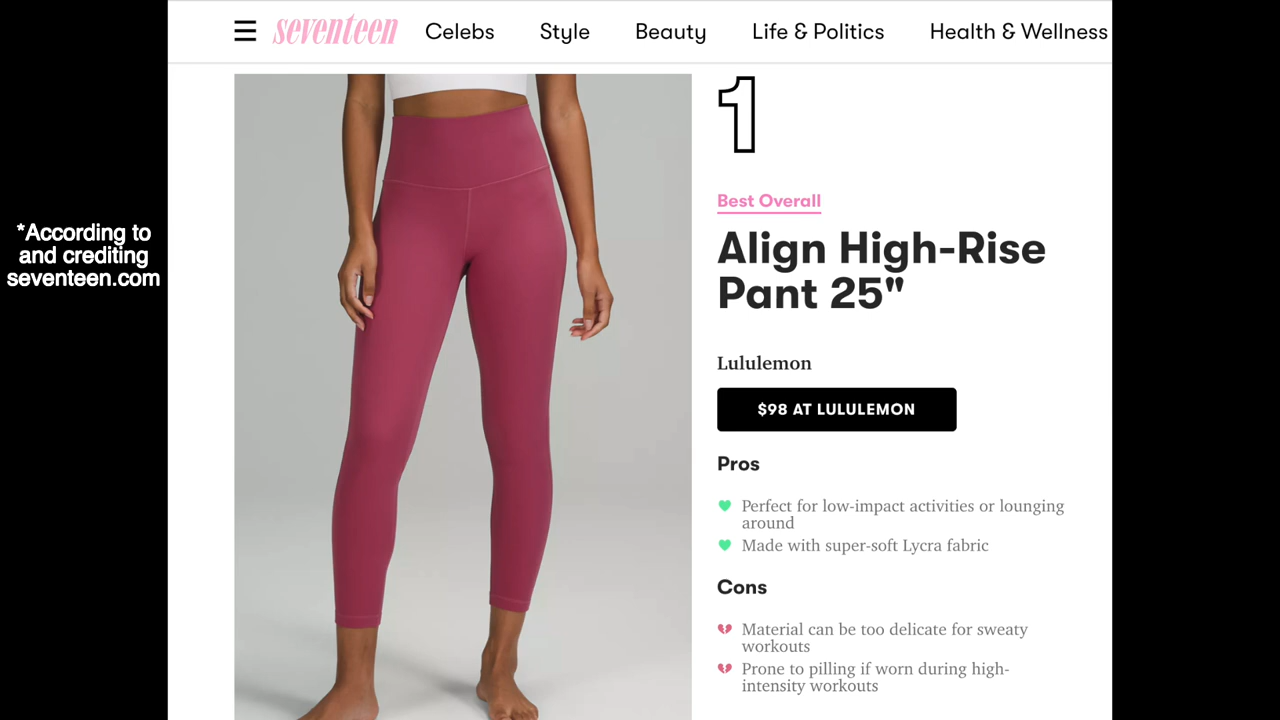 seventeen
Celebs
Style
Beauty
Life & Politics
Health & Wellness
*According to
and crediting
seventeen.com
1
Best Overall
Align High-Rise
Pant 25"
Lululemon
$98 AT LULULEMON
Pros
Perfect for low-impact activities or lounging
around
Made with super-soft Lycra fabric
Cons
Material can be too delicate for sweaty
workouts
Prone to pilling if worn during high-
intensity workouts